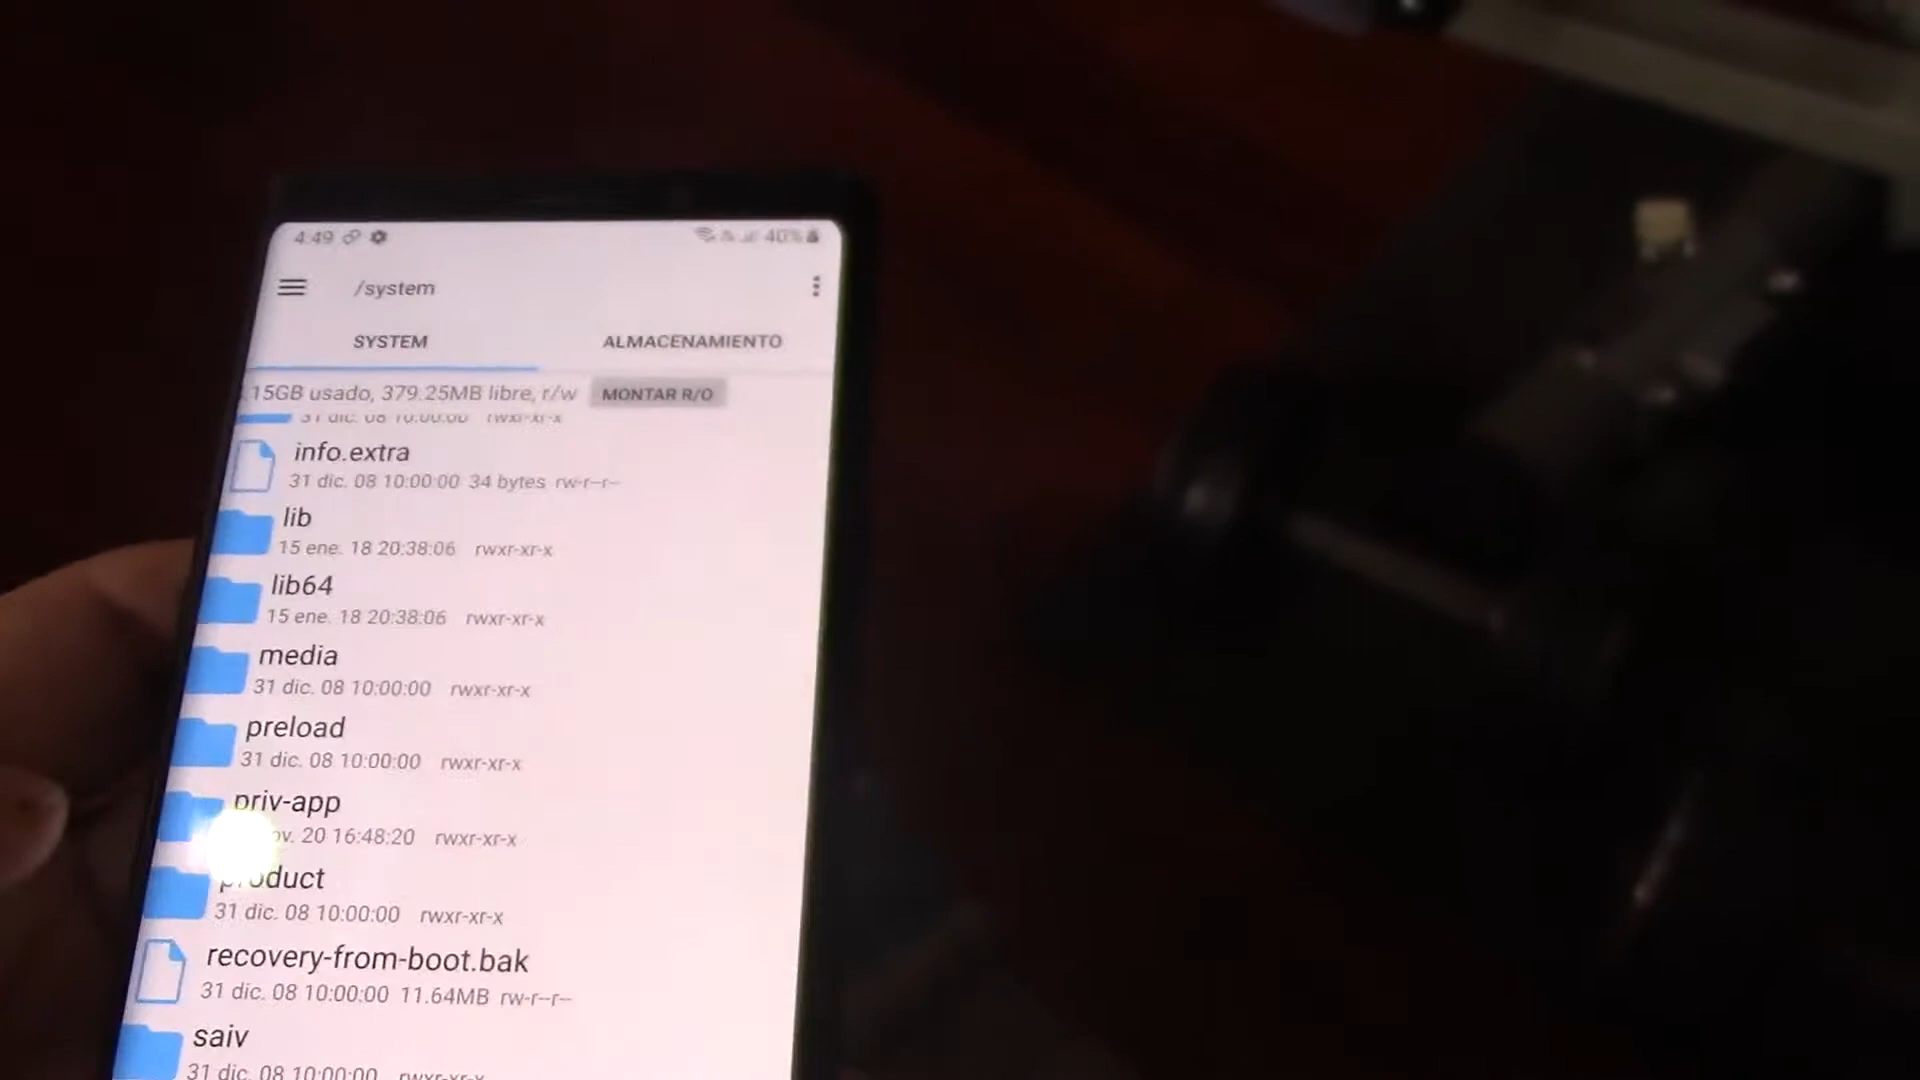 4:49 40%
/system
SYSTEM ALMACENAMIENTO
15GB usado, 379.25MB libre, r/w MONTAR R/O
31 dic. 08 10:00:00 rwxr-xr-x
info.extra
31 dic. 08 10:00:00 34 bytes rw-r--r--
lib
15 ene. 18 20:38:06 rwxr-xr-x
lib64
15 ene. 18 20:38:06 rwxr-xr-x
media
31 dic. 08 10:00:00 rwxr-xr-x
preload
31 dic. 08 10:00:00 rwxr-xr-x
priv-app
ov. 20 16:48:20 rwxr-xr-x
product
31 dic. 08 10:00:00 rwxr-xr-x
recovery-from-boot.bak
31 dic. 08 10:00:00 11.64MB rw-r--r--
saiv
31 dic. 08 10:00:00 rwxr-xr-x